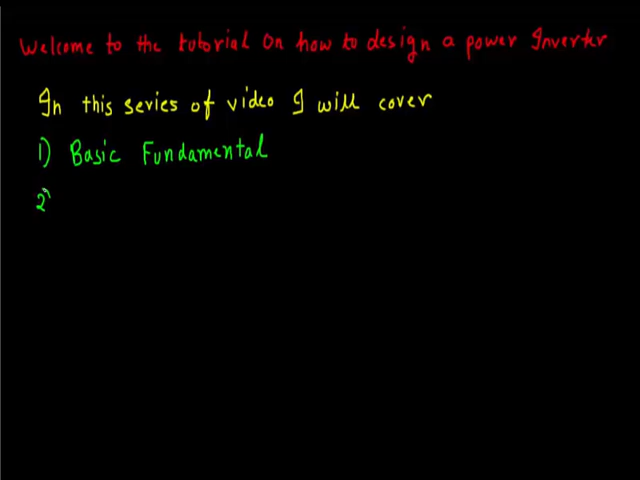 Welcome to the tutorial on how to design a power Inverter
In this series of video I will cover
1) Basic Fundamental
2)